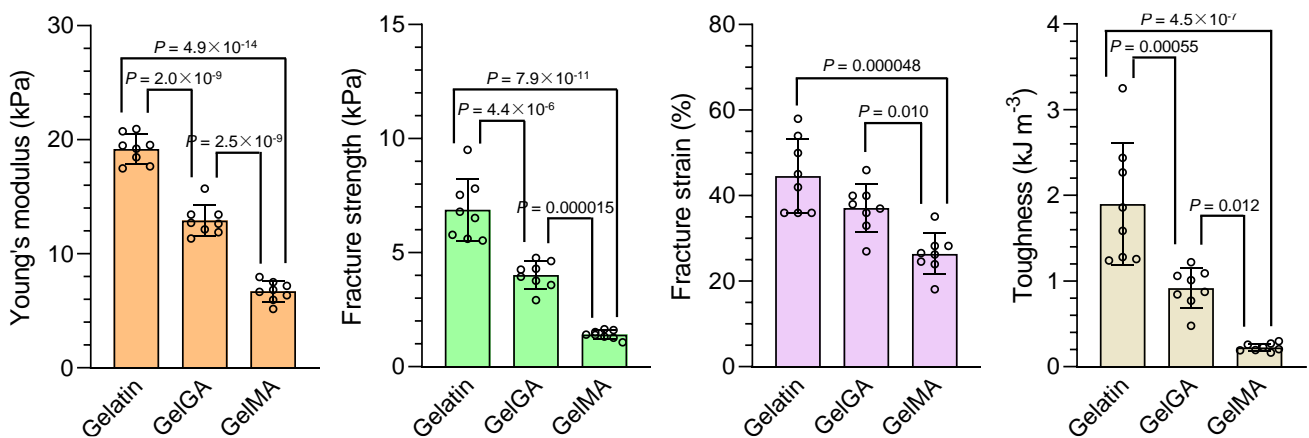 Young's modulus (kPa)
30
20
10
0
P = 4.9×10-14
P = 2.0×10-9
P = 2.5×10-9
Gelatin
GelGA
GelMA
Fracture strength (kPa)
15
10
5
0
P = 7.9×10-11
P = 4.4×10-6
P = 0.000015
Gelatin
GelGA
GelMA
Fracture strain (%)
80
60
40
20
0
P = 0.000048
P = 0.010
Gelatin
GelGA
GelMA
Toughness (kJ m-3)
4
3
2
1
0
P = 4.5×10-7
P = 0.00055
P = 0.012
Gelatin
GelGA
GelMA